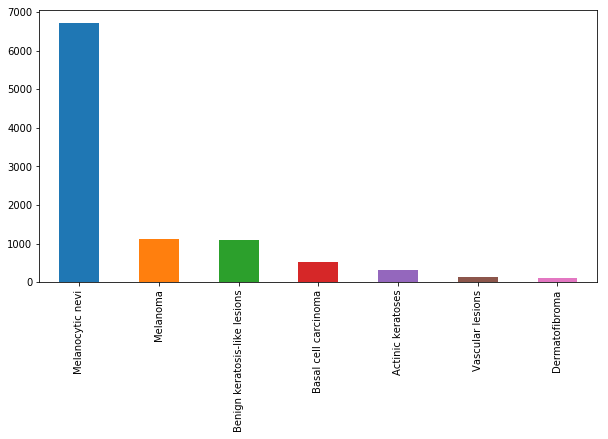 7000
6000
5000
4000
3000
2000
1000
0
Melanocytic nevi
Melanoma
Benign keratosis-like lesions
Basal cell carcinoma
Actinic keratoses
Vascular lesions
Dermatofibroma